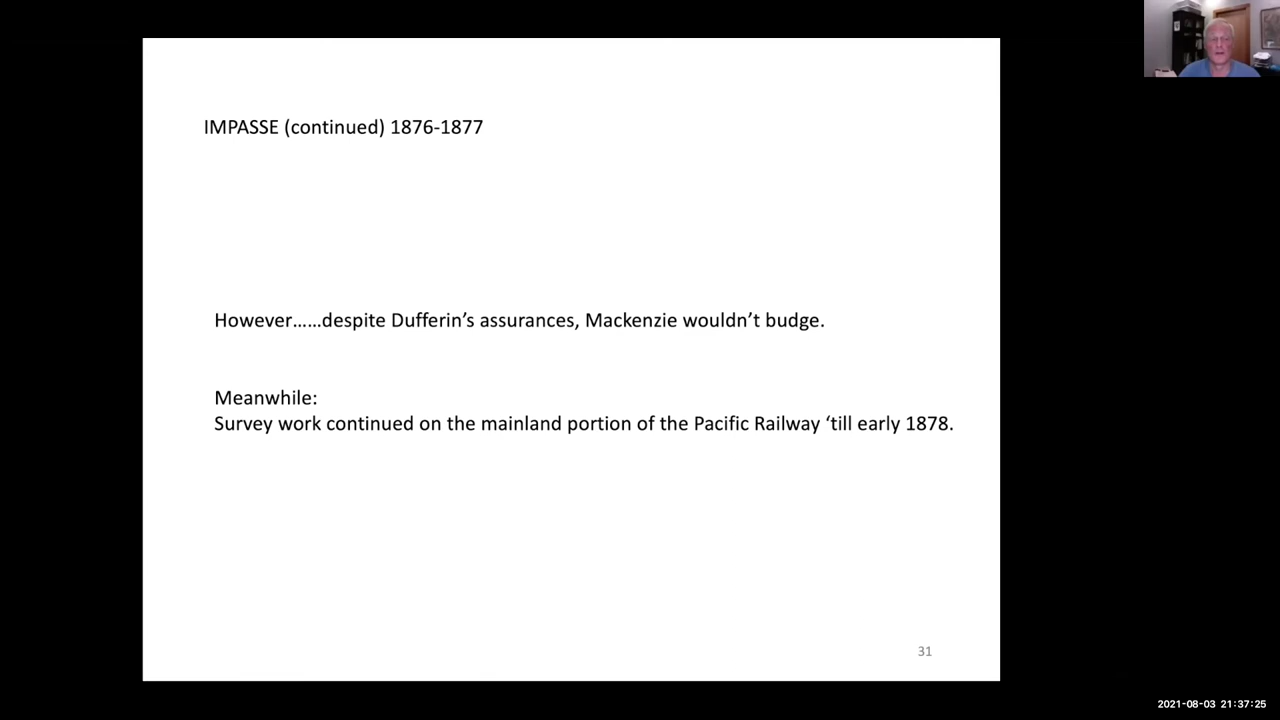 IMPASSE (continued) 1876-1877
However……despite Dufferin’s assurances, Mackenzie wouldn’t budge.
Meanwhile:
Survey work continued on the mainland portion of the Pacific Railway ‘till early 1878.
31
2021-08-03 21:37:25